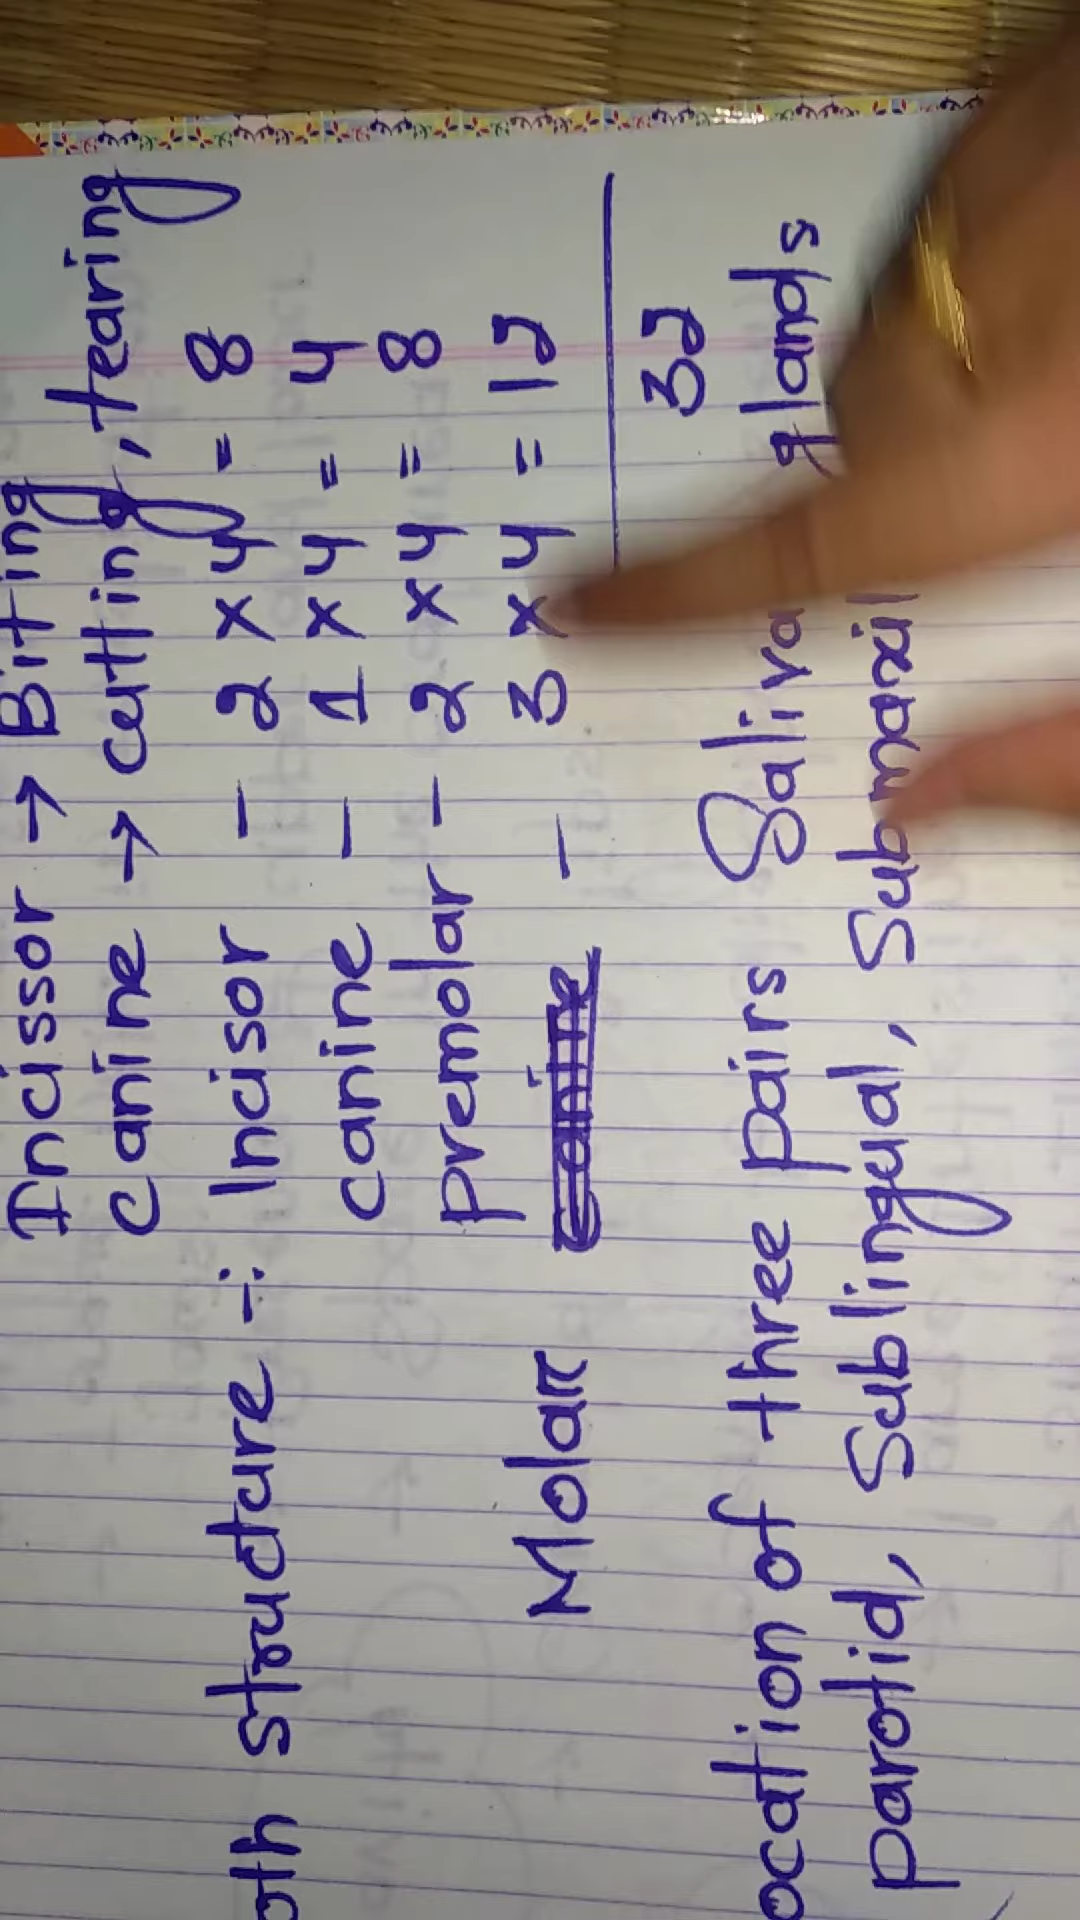 Incissor → Bitting
canine → cutting, tearing
oth structure -: Incisor - 2 x 4 = 8
canine - 1 x 4 = 4
premolar - 2 x 4 = 8
Molar - 3 x 4 = 12
32
ocation of three pairs Saliva glands
parotid, Sublingual, Submaxil